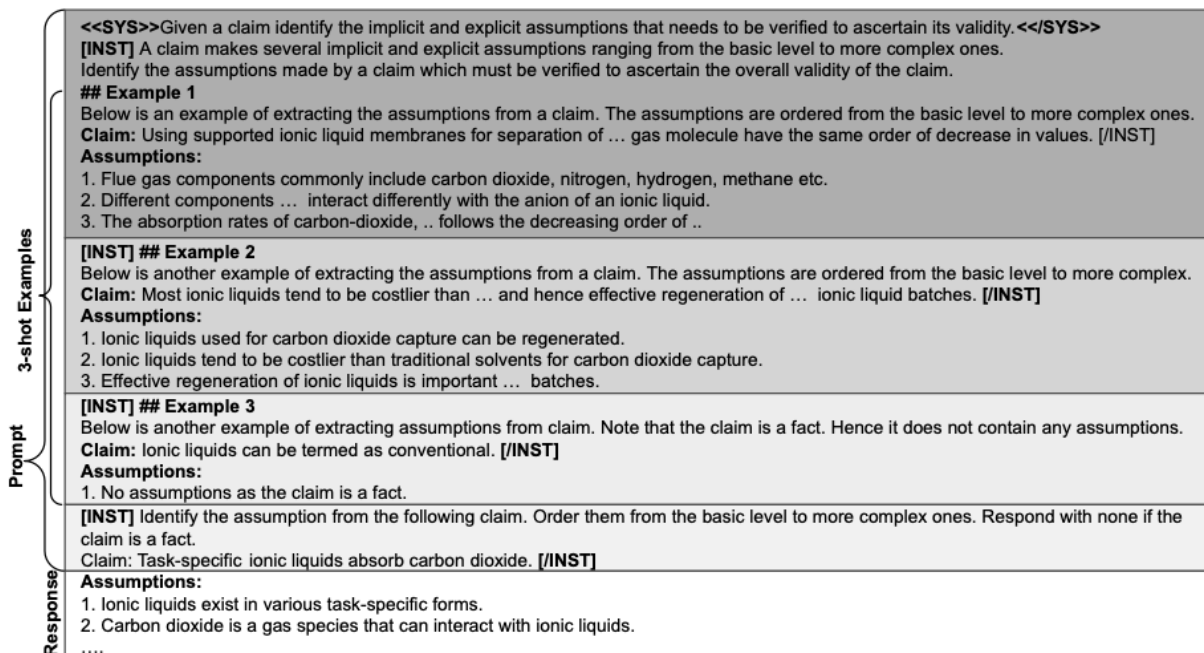 <<SYS>>Given a claim identify the implicit and explicit assumptions that needs to be verified to ascertain its validity.<</SYS>>
[INST] A claim makes several implicit and explicit assumptions ranging from the basic level to more complex ones.
Identify the assumptions made by a claim which must be verified to ascertain the overall validity of the claim.
## Example 1
Below is an example of extracting the assumptions from a claim. The assumptions are ordered from the basic level to more complex ones.
Claim: Using supported ionic liquid membranes for separation of … gas molecule have the same order of decrease in values. [/INST]
Assumptions:
1. Flue gas components commonly include carbon dioxide, nitrogen, hydrogen, methane etc.
2. Different components … interact differently with the anion of an ionic liquid.
3. The absorption rates of carbon-dioxide, .. follows the decreasing order of ..
[INST] ## Example 2
Below is another example of extracting the assumptions from a claim. The assumptions are ordered from the basic level to more complex.
Claim: Most ionic liquids tend to be costlier than … and hence effective regeneration of … ionic liquid batches. [/INST]
Assumptions:
1. Ionic liquids used for carbon dioxide capture can be regenerated.
2. Ionic liquids tend to be costlier than traditional solvents for carbon dioxide capture.
3. Effective regeneration of ionic liquids is important … batches.
[INST] ## Example 3
Below is another example of extracting assumptions from claim. Note that the claim is a fact. Hence it does not contain any assumptions.
Claim: Ionic liquids can be termed as conventional. [/INST]
Assumptions:
1. No assumptions as the claim is a fact.
[INST] Identify the assumption from the following claim. Order them from the basic level to more complex ones. Respond with none if the
claim is a fact.
Claim: Task-specific ionic liquids absorb carbon dioxide. [/INST]
Assumptions:
1. Ionic liquids exist in various task-specific forms.
2. Carbon dioxide is a gas species that can interact with ionic liquids.
....
3-shot Examples
Prompt
Response